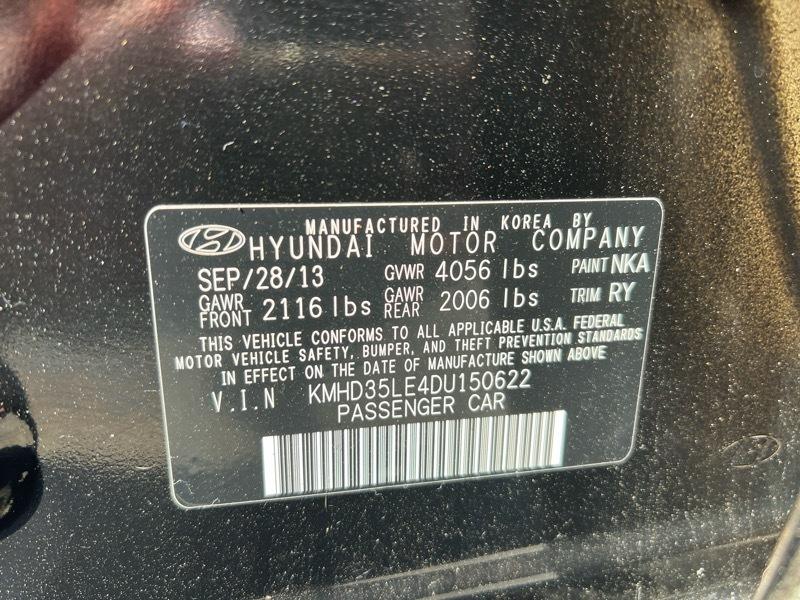 MANUFACTURED IN KOREA BY
HYUNDAI MOTOR COMPANY
SEP/28/13 GVWR 4056 lbs PAINT NKA
GAWR FRONT 2116 lbs GAWR REAR 2006 lbs TRIM RY
THIS VEHICLE CONFORMS TO ALL APPLICABLE U.S.A. FEDERAL
MOTOR VEHICLE SAFETY, BUMPER, AND THEFT PREVENTION STANDARDS
IN EFFECT ON THE DATE OF MANUFACTURE SHOWN ABOVE
V.I.N KMHD35LE4DU150622
PASSENGER CAR